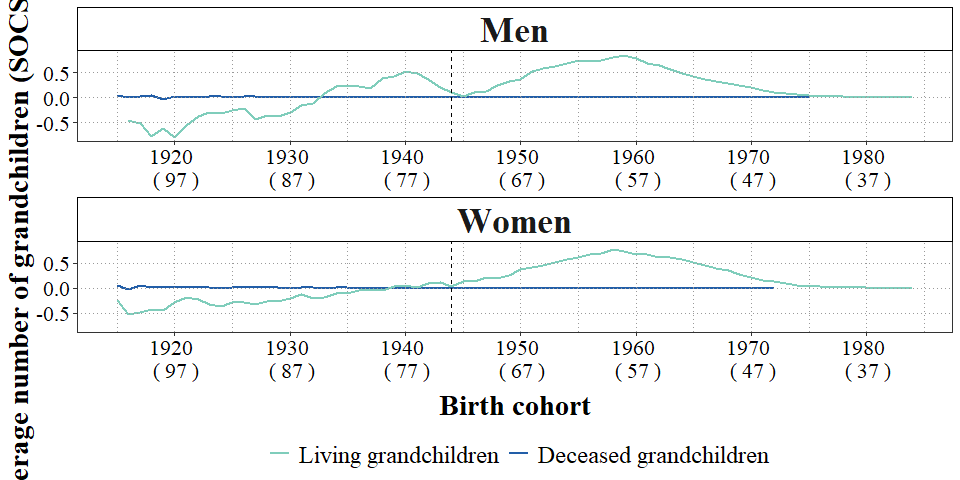 erage number of grandchildren (SOCS
Men
0.5
0.0
-0.5
1920 1930 1940 1950 1960 1970 1980
( 97 ) ( 87 ) ( 77 ) ( 67 ) ( 57 ) ( 47 ) ( 37 )
Women
0.5
0.0
-0.5
1920 1930 1940 1950 1960 1970 1980
( 97 ) ( 87 ) ( 77 ) ( 67 ) ( 57 ) ( 47 ) ( 37 )
Birth cohort
Living grandchildren Deceased grandchildren